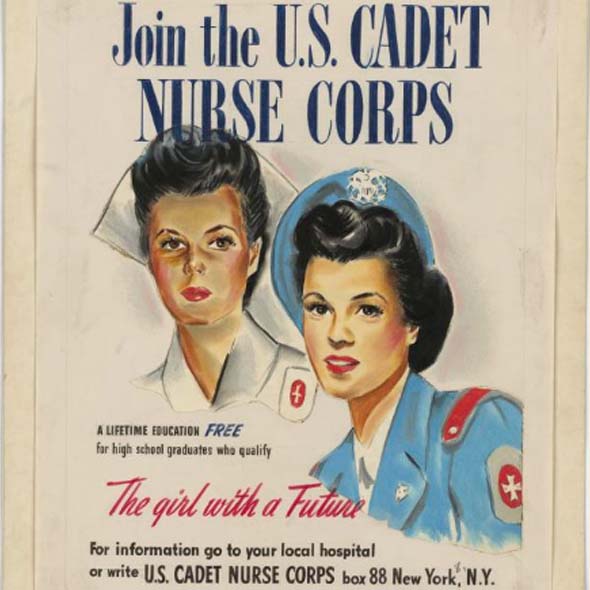 Join the U.S. CADET
NURSE CORPS
A LIFETIME EDUCATION FREE
for high school graduates who qualify
The girl with a Future
For information go to your local hospital
or write U.S. CADET NURSE CORPS box 88 New York, 8, N.Y.